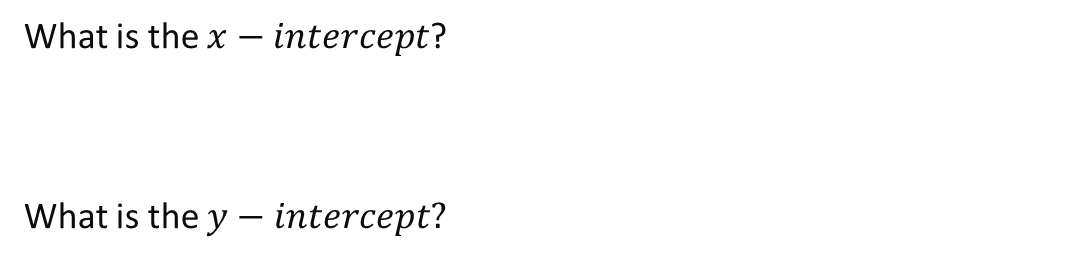 What is the x − intercept?
What is the y − intercept?